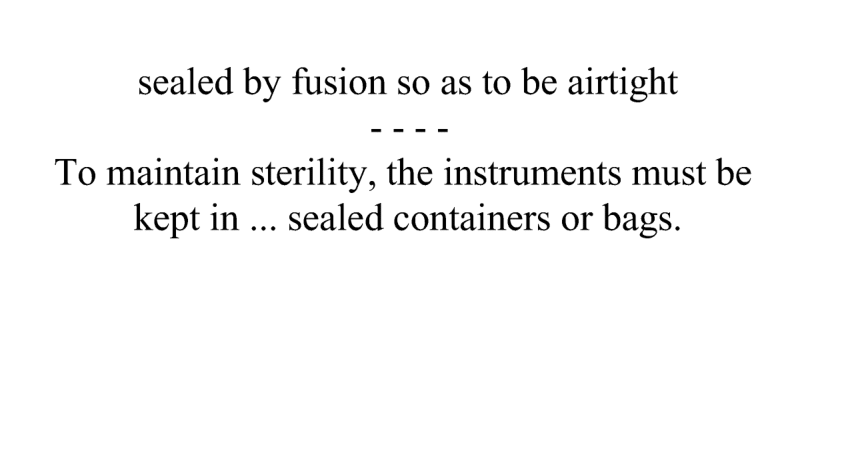 sealed by fusion so as to be airtight
- - - -
To maintain sterility, the instruments must be
kept in ... sealed containers or bags.